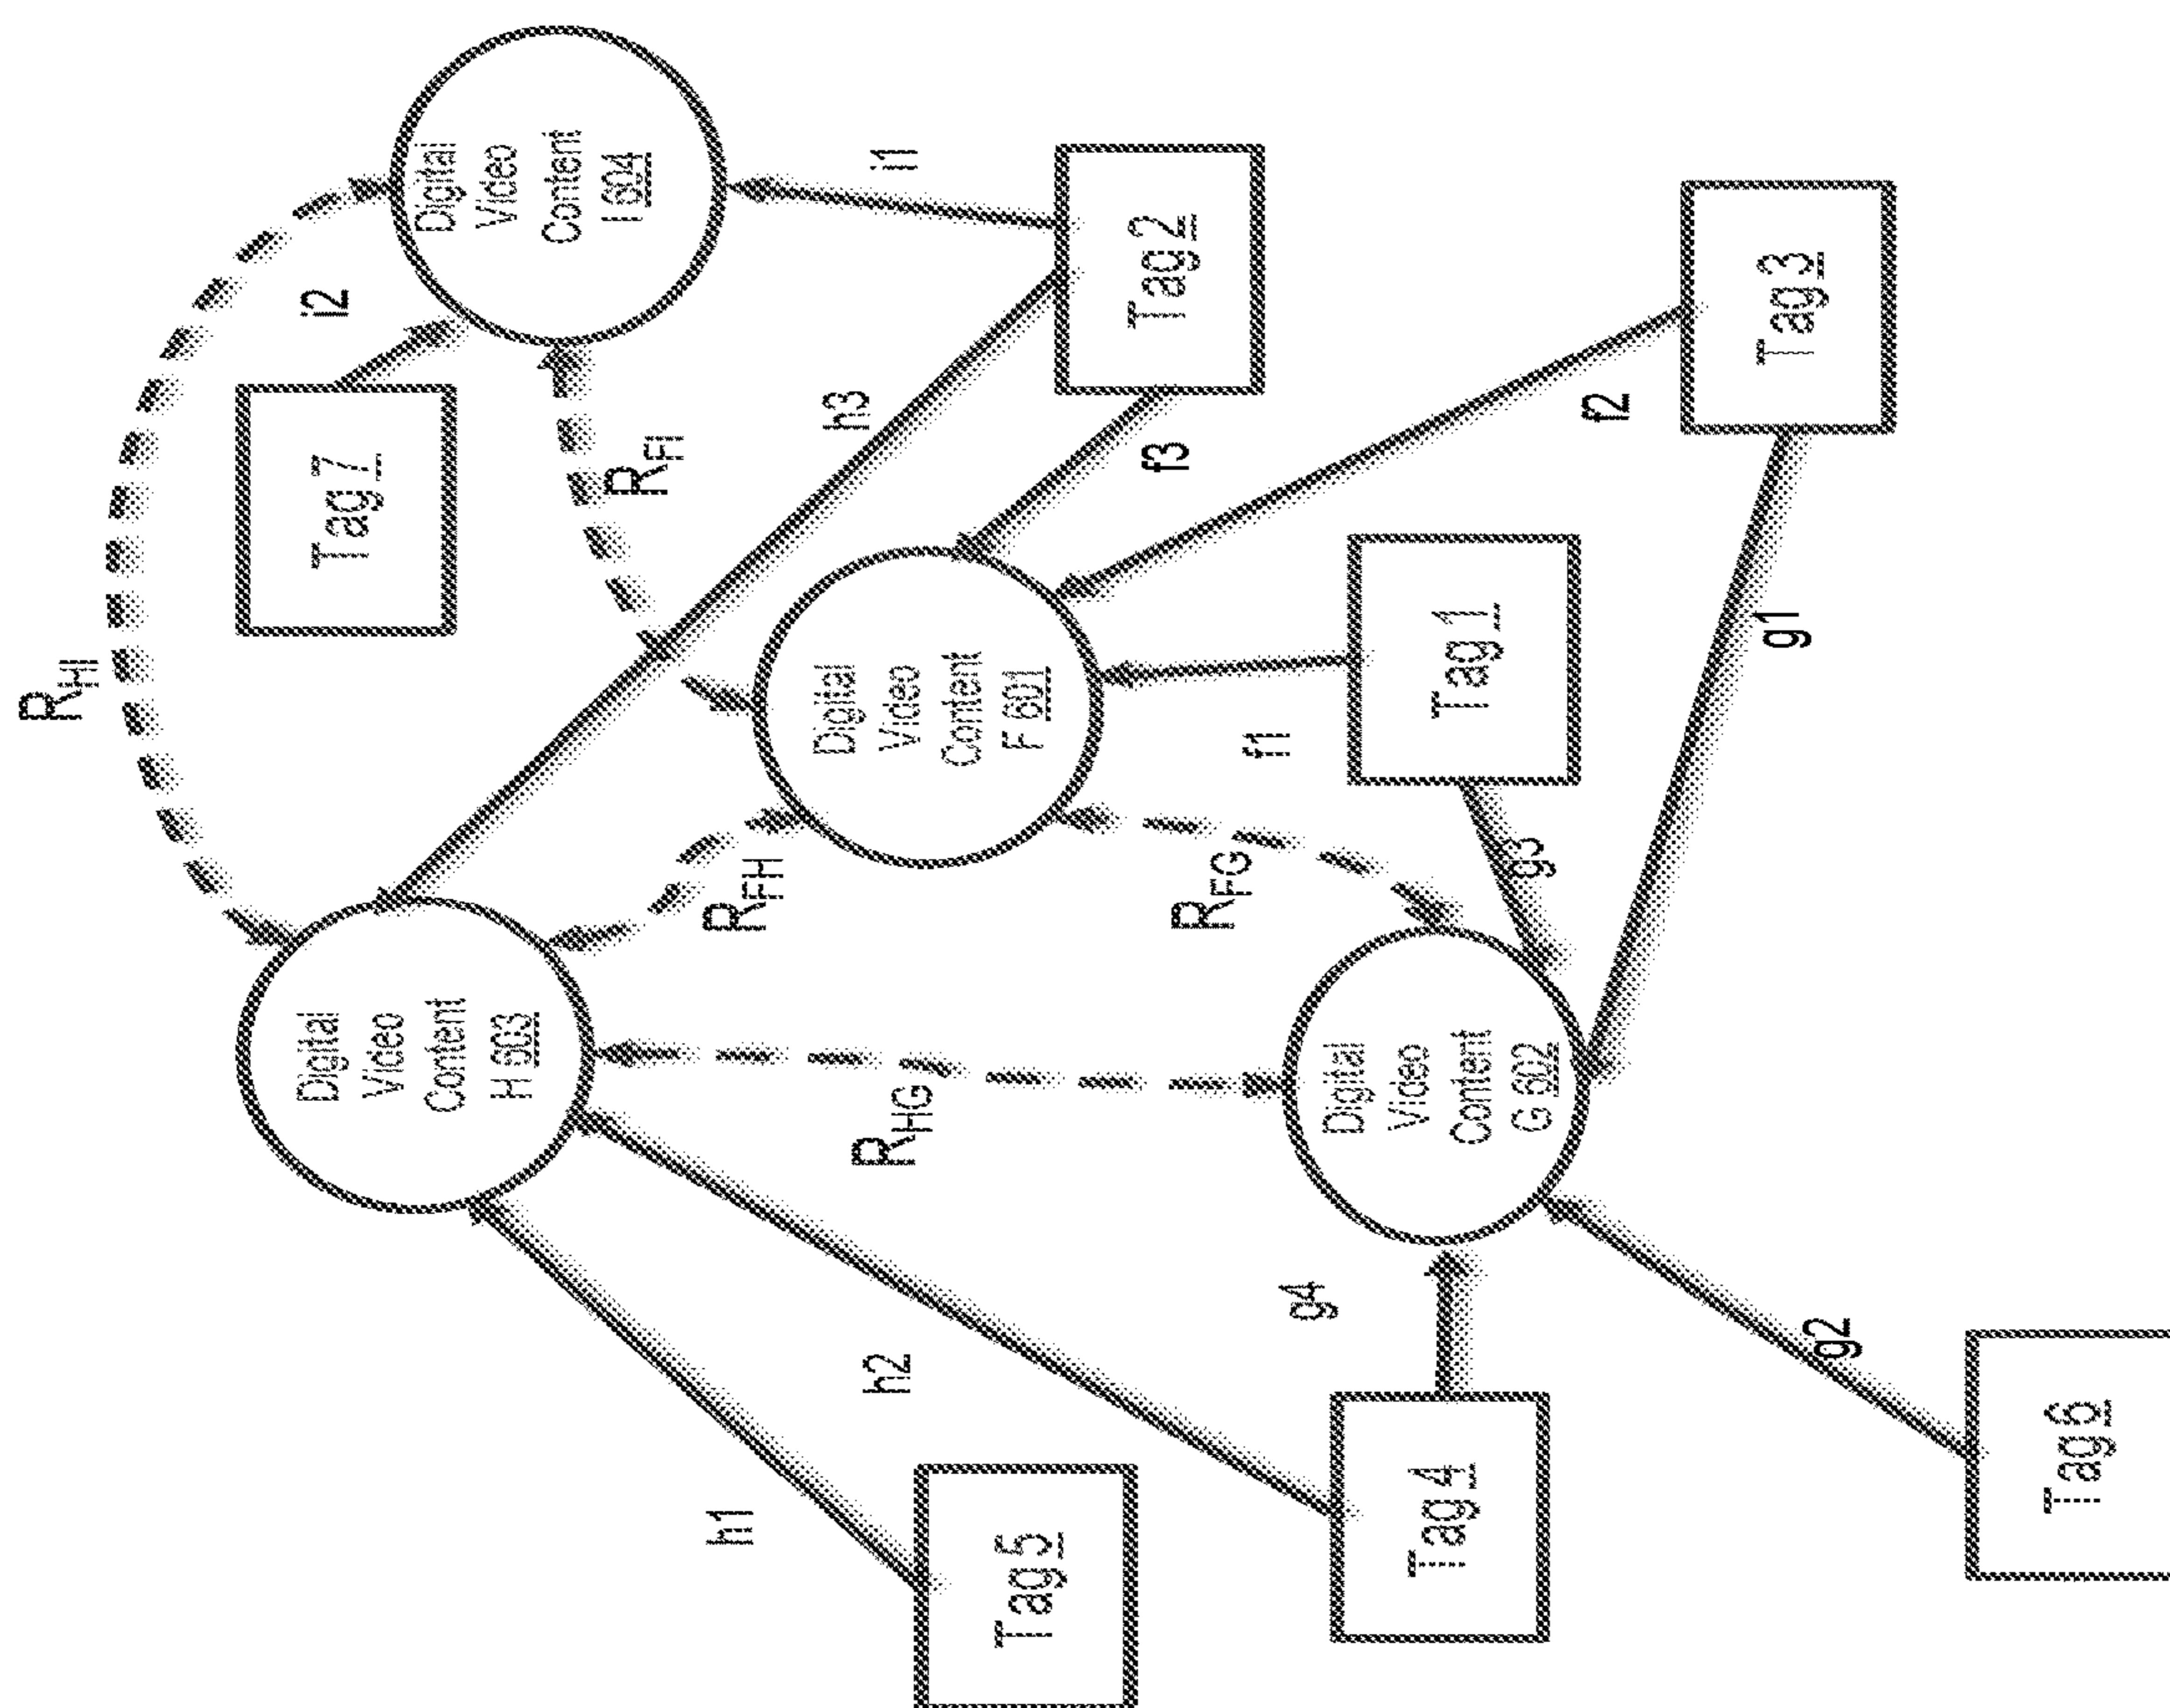 Digital
Video
Content
H 603
Digital
Video
Content
F 601
Digital
Video
Content
G 602
Digital
Video
Content
I 604
Tag 1
Tag 2
Tag 3
Tag 4
Tag 5
Tag 6
Tag 7
R_HI
R_FI
R_FH
R_FG
R_HG
h1
h2
h3
g1
g2
g3
g4
f1
f2
f3
i1
i2